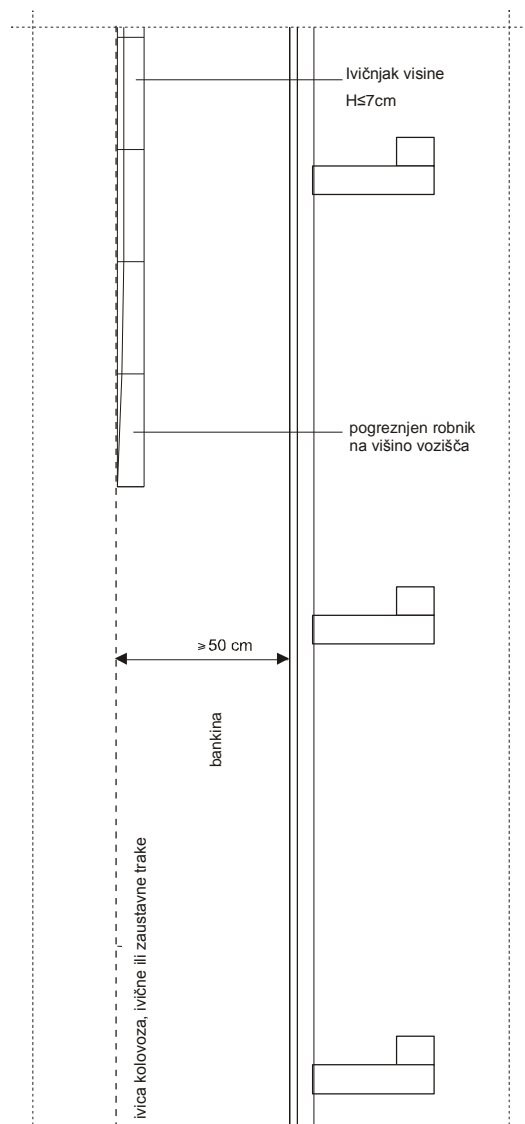 Ivičnjak visine
H≤7cm
pogreznjen robnik
na višino vozišča
≥50 cm
bankina
ivica kolovoza, ivične ili zaustavne trake